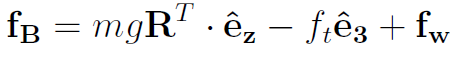 f_B = mgR^T · ê_z − f_t ê_3 + f_w